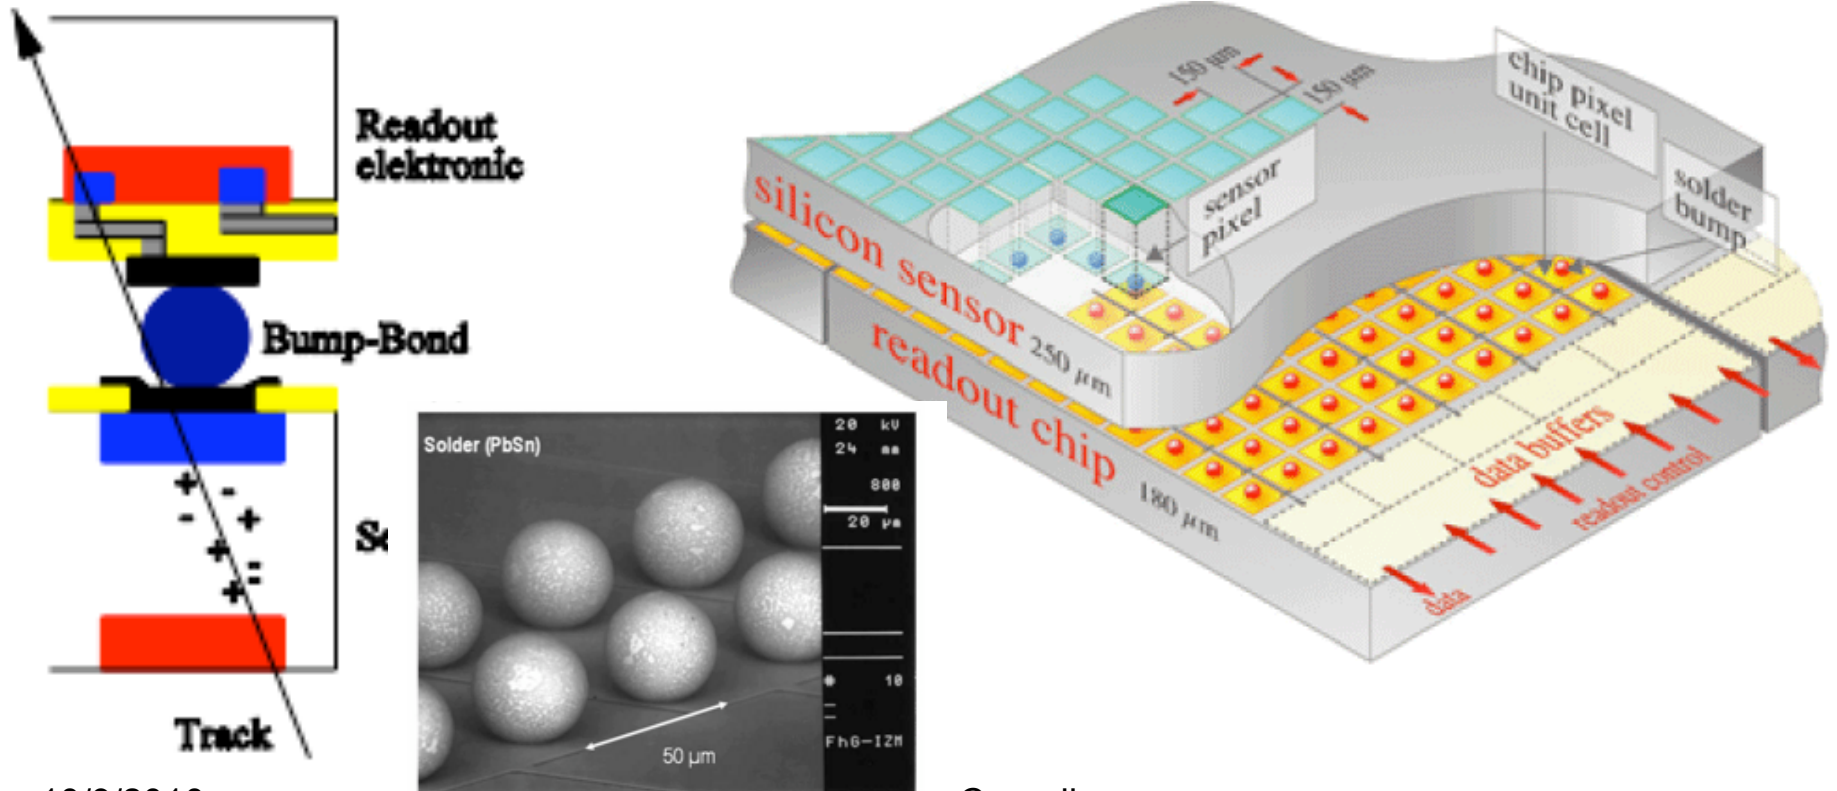 Readout
elektronic
Bump-Bond
Track
Solder (PbSn)
20 kV
24 mm
800
20 µm
# 10
FhG-IZM
50 µm
150 µm
150 µm
chip pixel
unit cell
solder
bump
sensor
pixel
silicon sensor 250 µm
readout chip 180 µm
data buffers
readout control
data